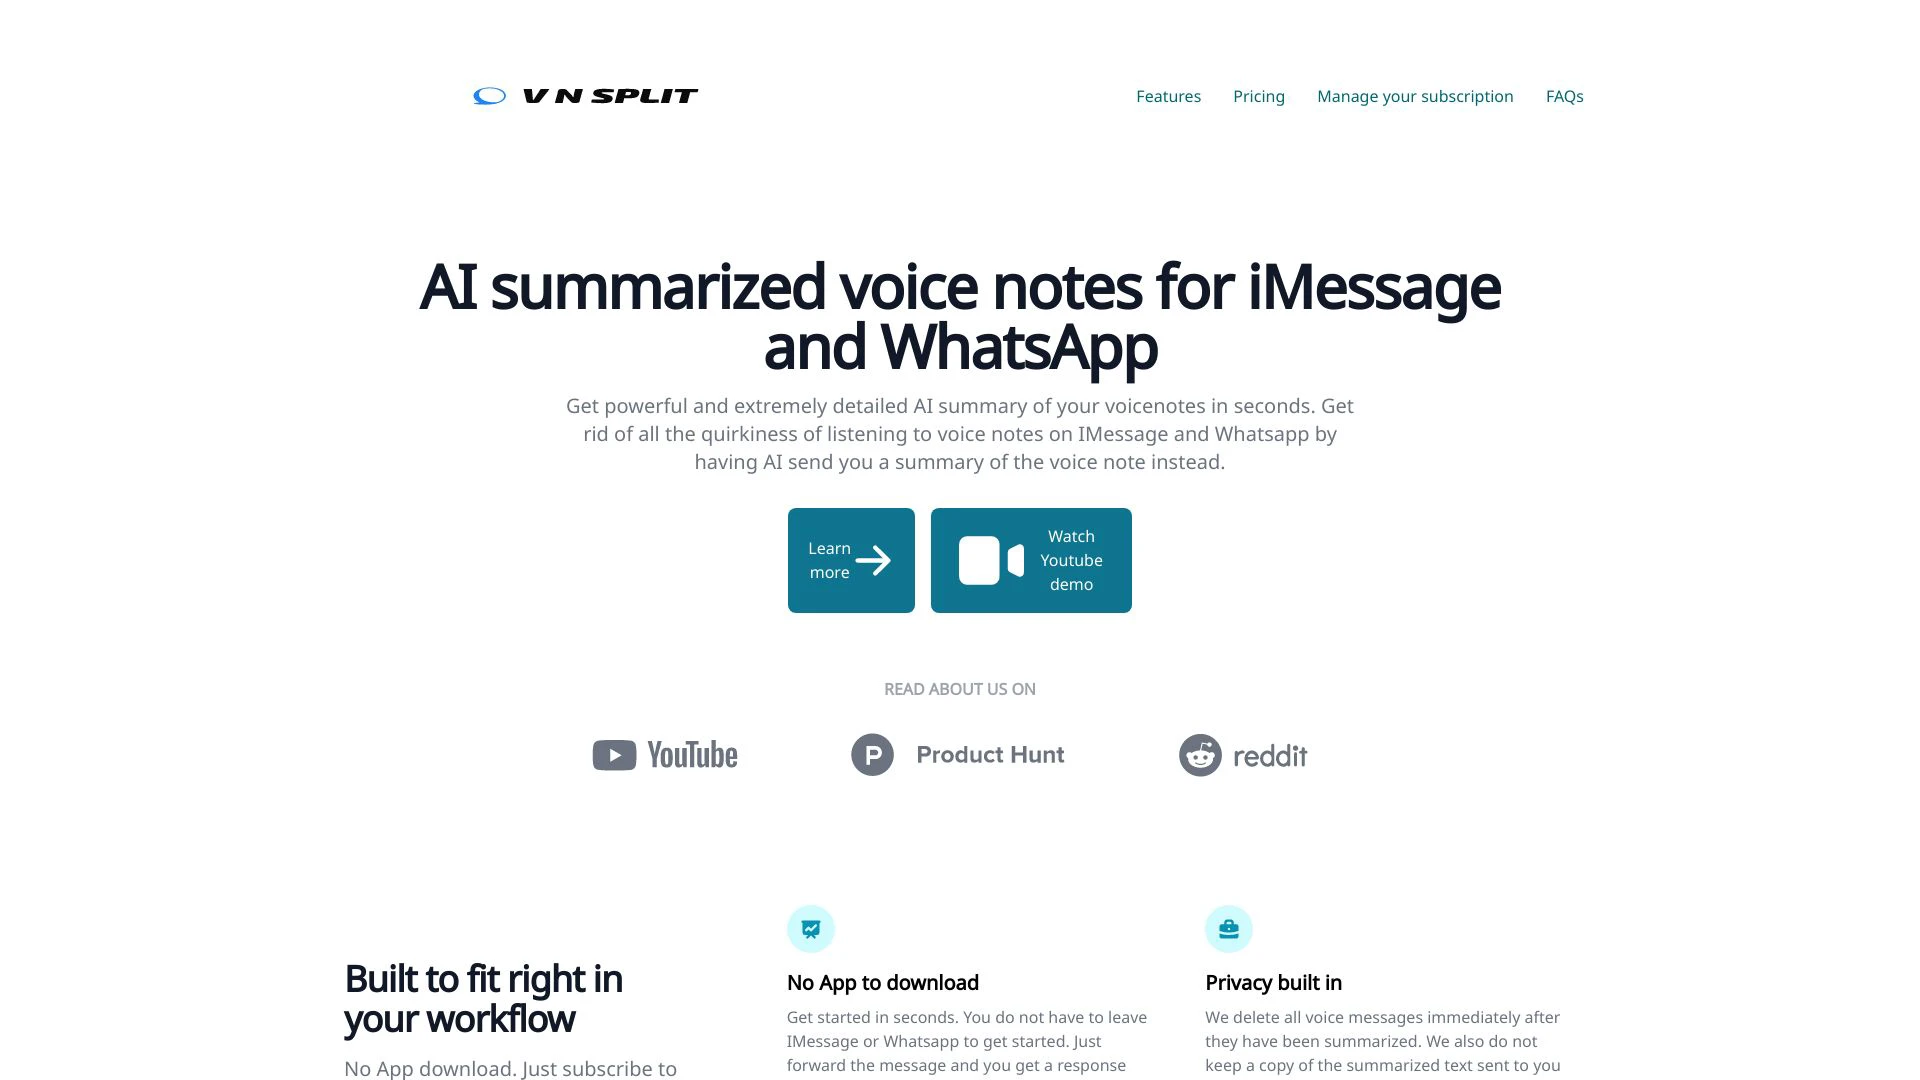 V N SPLIT
Features
Pricing
Manage your subscription
FAQs
AI summarized voice notes for iMessage
and WhatsApp
Get powerful and extremely detailed AI summary of your voicenotes in seconds. Get
rid of all the quirkiness of listening to voice notes on IMessage and Whatsapp by
having AI send you a summary of the voice note instead.
Learn
more
Watch
Youtube
demo
READ ABOUT US ON
YouTube
Product Hunt
reddit
Built to fit right in
your workflow
No App download. Just subscribe to
No App to download
Get started in seconds. You do not have to leave
IMessage or Whatsapp to get started. Just
forward the message and you get a response
Privacy built in
We delete all voice messages immediately after
they have been summarized. We also do not
keep a copy of the summarized text sent to you